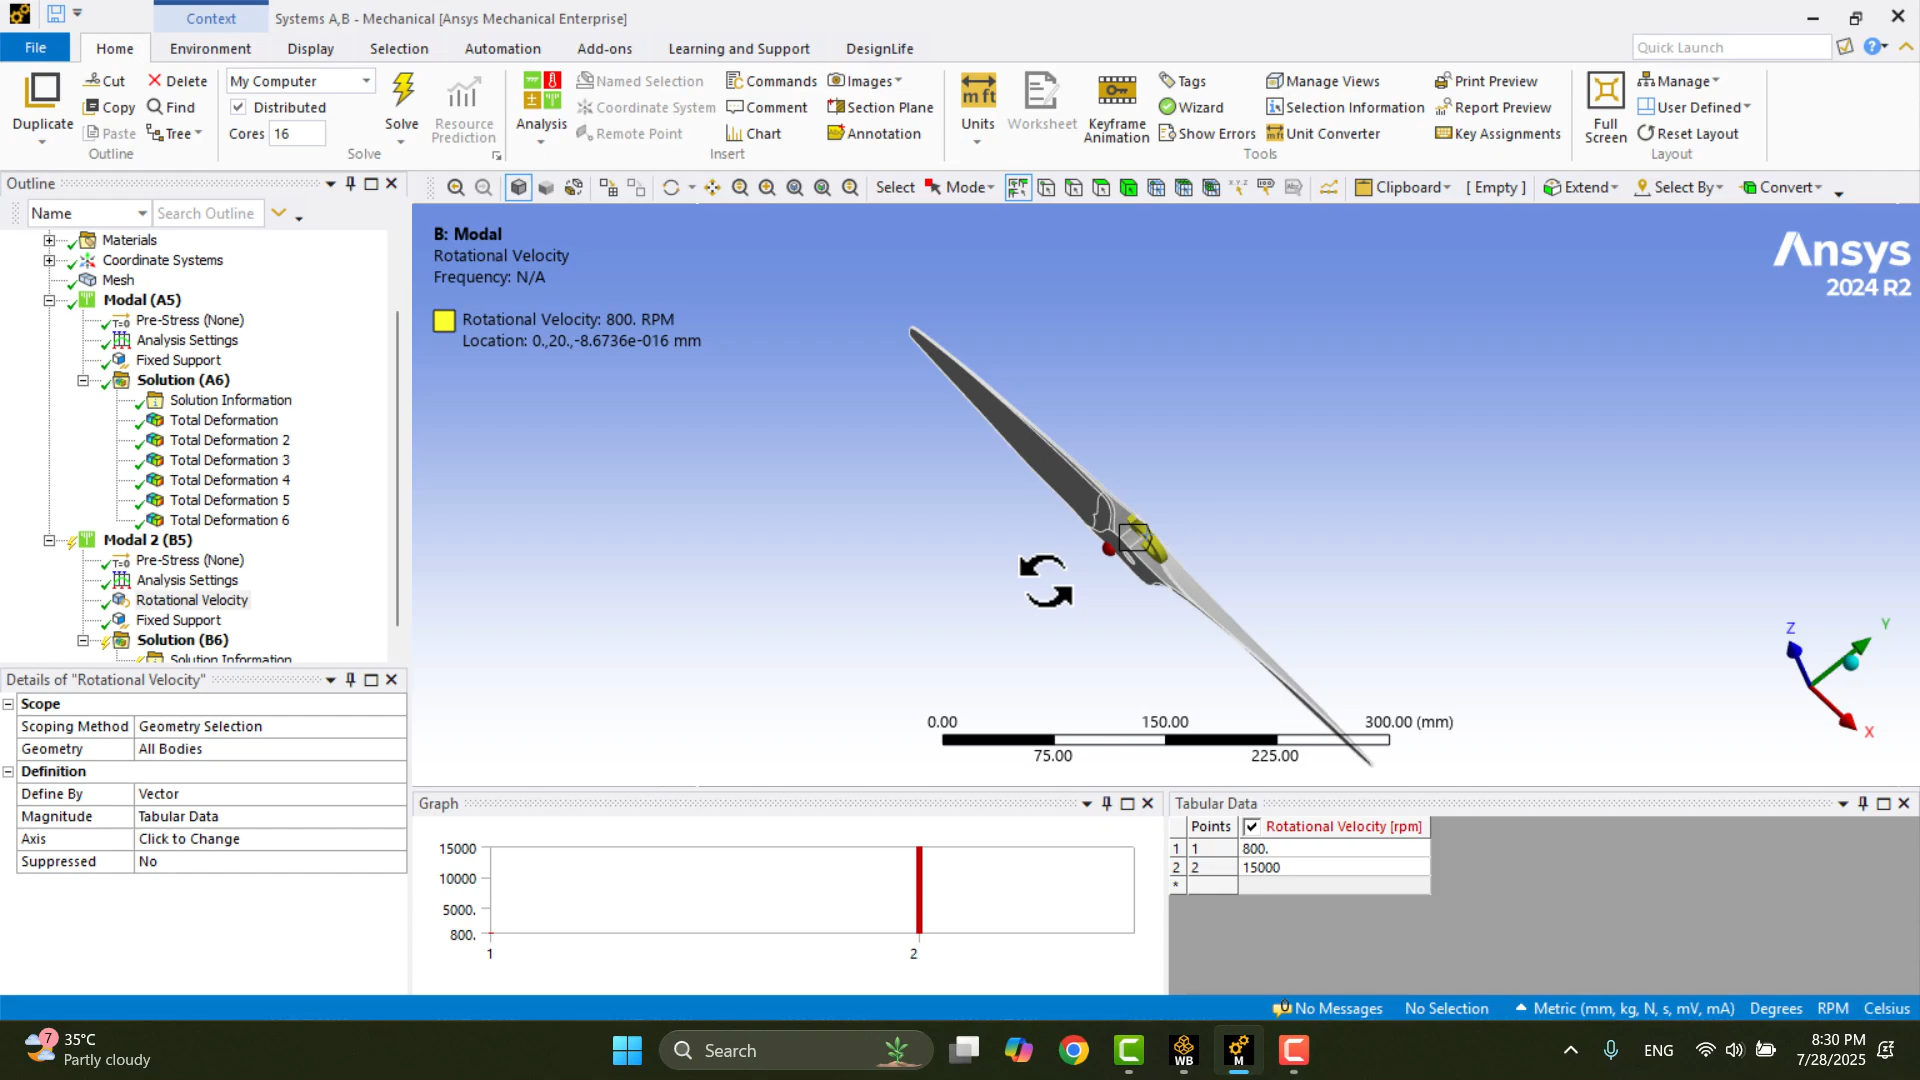 Context
Systems A,B - Mechanical [Ansys Mechanical Enterprise]
File
Home
Environment
Display
Selection
Automation
Add-ons
Learning and Support
DesignLife
Quick Launch
Duplicate
Cut
Delete
Copy
Find
Paste
Tree
Outline
My Computer
Distributed
Cores 16
Solve
Resource Prediction
Solve
Analysis
Named Selection
Coordinate System
Remote Point
Commands
Comment
Chart
Images
Section Plane
Annotation
Insert
Units
Worksheet
Keyframe Animation
Tags
Wizard
Show Errors
Manage Views
Selection Information
Unit Converter
Print Preview
Report Preview
Key Assignments
Tools
Full Screen
Manage
User Defined
Reset Layout
Layout
Outline
Name
Search Outline
Select
Mode
Clipboard
[ Empty ]
Extend
Select By
Convert
Materials
Coordinate Systems
Mesh
Modal (A5)
Pre-Stress (None)
Analysis Settings
Fixed Support
Solution (A6)
Solution Information
Total Deformation
Total Deformation 2
Total Deformation 3
Total Deformation 4
Total Deformation 5
Total Deformation 6
Modal 2 (B5)
Pre-Stress (None)
Analysis Settings
Rotational Velocity
Fixed Support
Solution (B6)
Solution Information
Details of "Rotational Velocity"
Scope
Scoping Method Geometry Selection
Geometry All Bodies
Definition
Define By Vector
Magnitude Tabular Data
Axis Click to Change
Suppressed No
B: Modal
Rotational Velocity
Frequency: N/A
Rotational Velocity: 800. RPM
Location: 0.,20.,-8.6736e-016 mm
Ansys
2024 R2
0.00 150.00 300.00 (mm)
75.00 225.00
Z
Y
X
Graph
15000
10000
5000.
800.
1 2
Tabular Data
Points Rotational Velocity [rpm]
1 1 800.
2 2 15000
*
No Messages
No Selection
Metric (mm, kg, N, s, mV, mA)
Degrees
RPM
Celsius
7
35°C
Partly cloudy
Search
WB
M
ENG
8:30 PM
7/28/2025